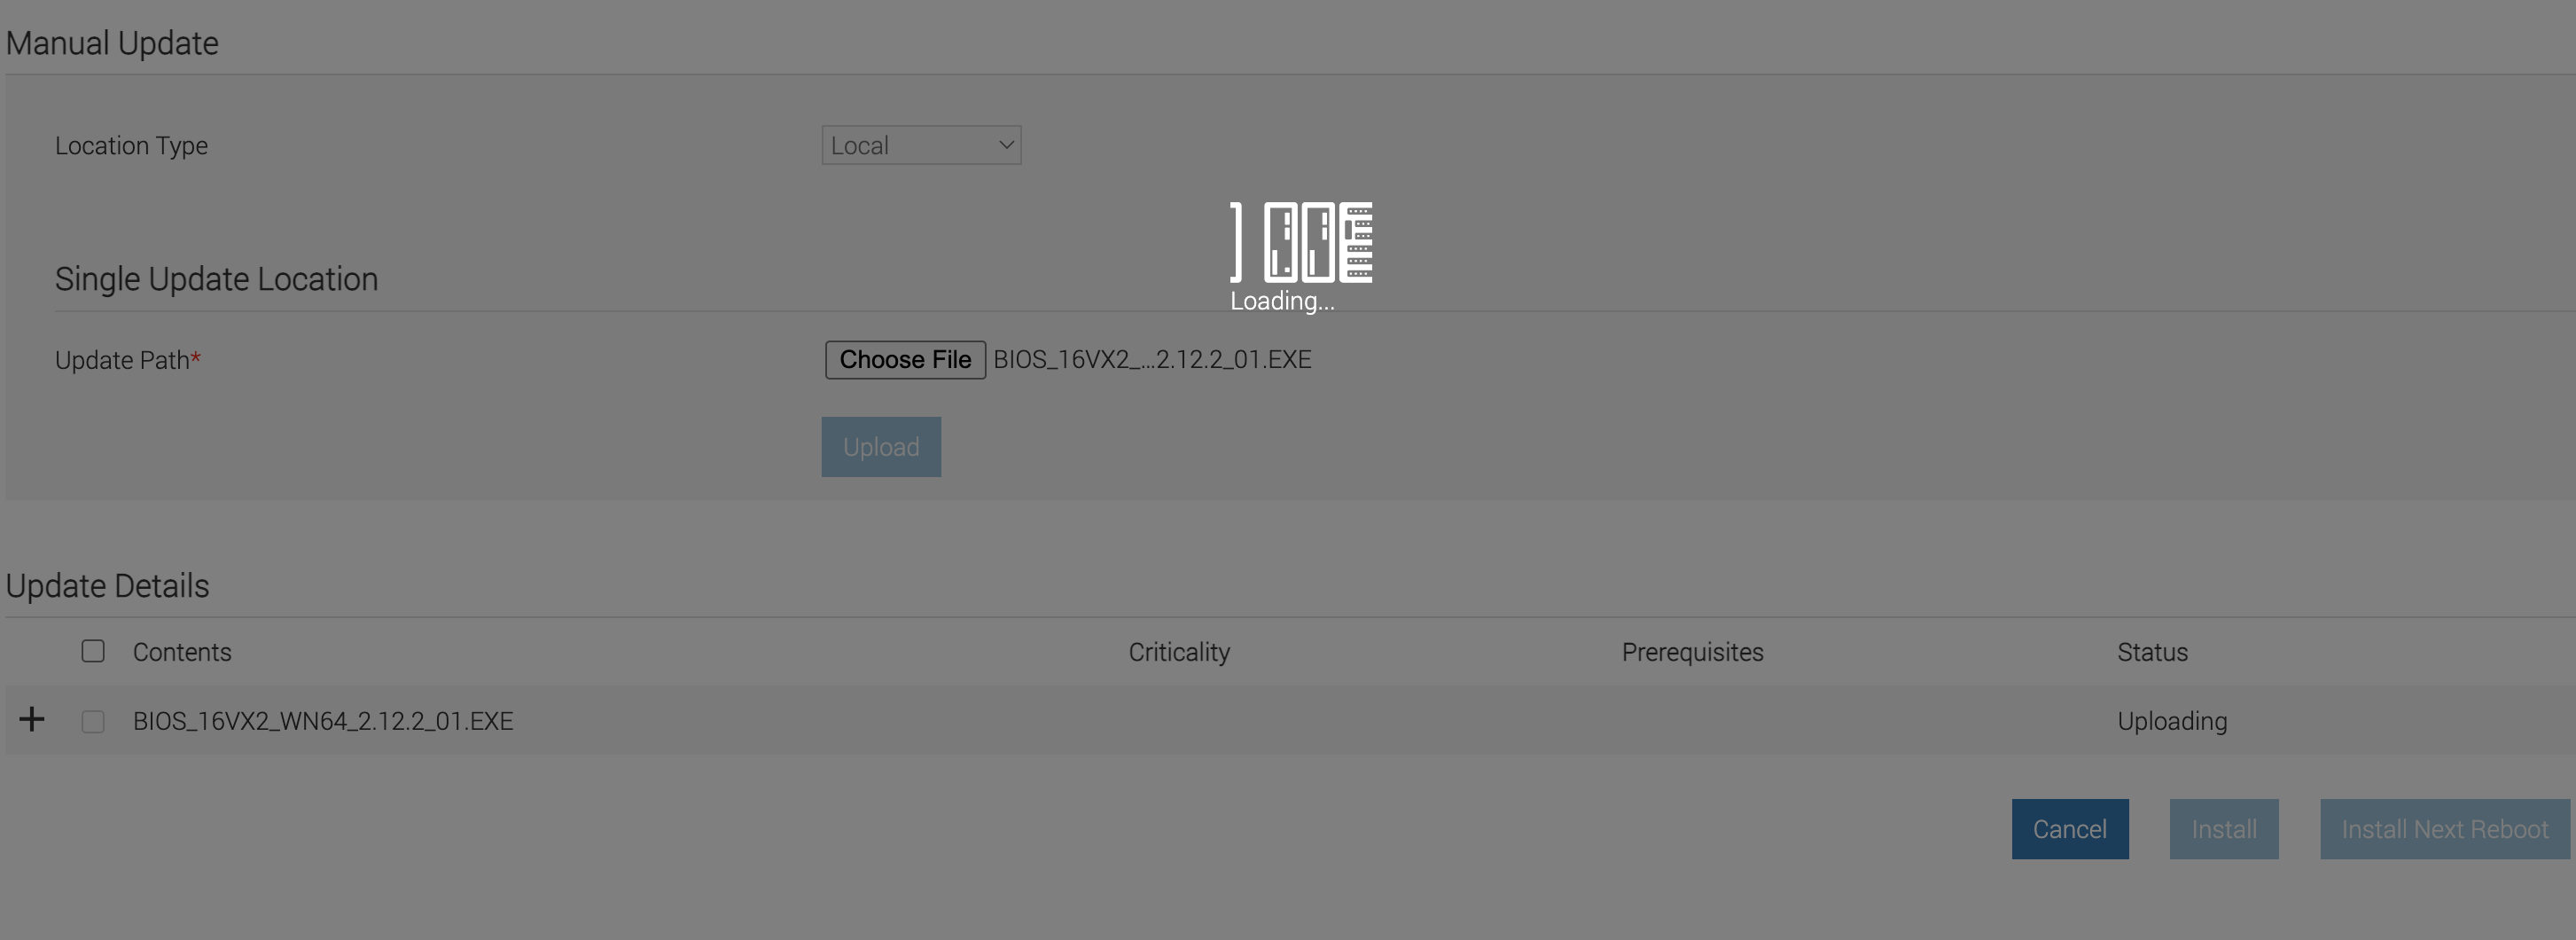 Manual Update
Location Type
Local
Loading...
Single Update Location
Update Path*
Choose File BIOS_16VX2_...2.12.2_01.EXE
Upload
Update Details
Contents Criticality Prerequisites Status
BIOS_16VX2_WN64_2.12.2_01.EXE Uploading
Cancel Install Install Next Reboot